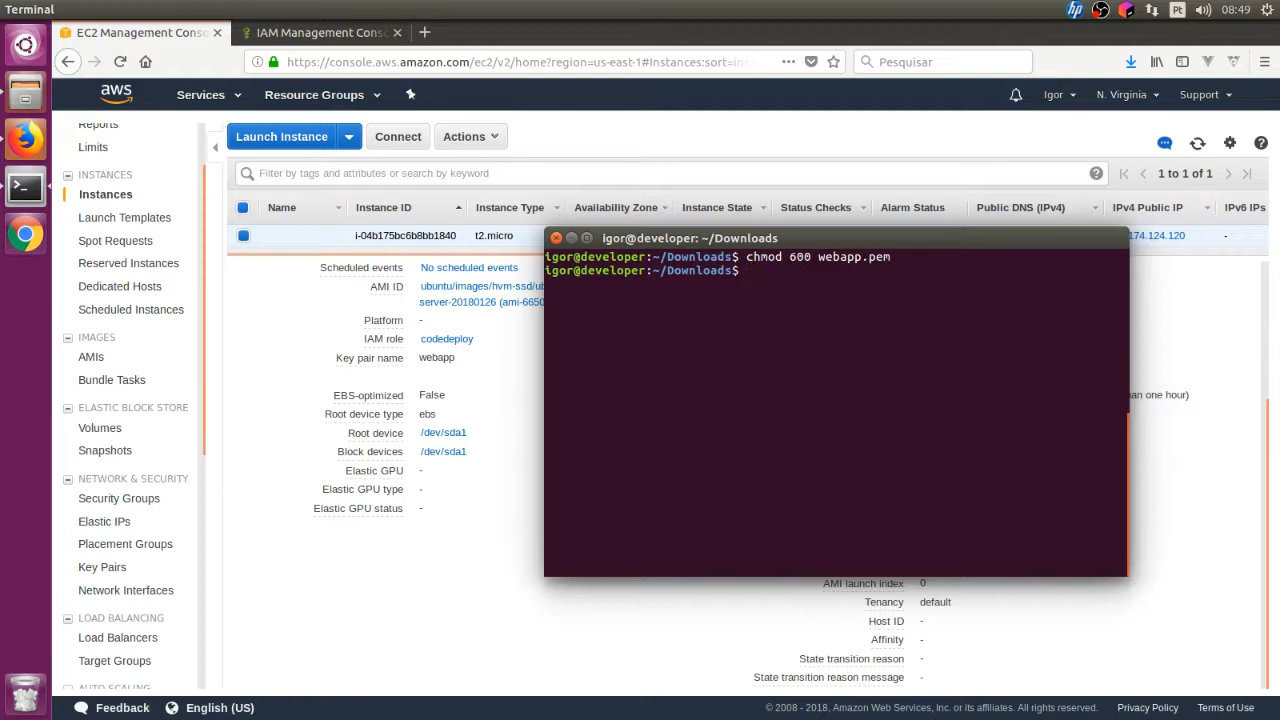 Terminal
Pt
08:49
EC2 Management Conso
IAM Management Conso
https://console.aws.amazon.com/ec2/v2/home?region=us-east-1#Instances:sort=ins
Pesquisar
aws
Services
Resource Groups
Igor
N. Virginia
Support
Reports
Limits
INSTANCES
Instances
Launch Templates
Spot Requests
Reserved Instances
Dedicated Hosts
Scheduled Instances
IMAGES
AMIs
Bundle Tasks
ELASTIC BLOCK STORE
Volumes
Snapshots
NETWORK & SECURITY
Security Groups
Elastic IPs
Placement Groups
Key Pairs
Network Interfaces
LOAD BALANCING
Load Balancers
Target Groups
AUTO SCALING
Launch Instance
Connect
Actions
Filter by tags and attributes or search by keyword
1 to 1 of 1
Name
Instance ID
Instance Type
Availability Zone
Instance State
Status Checks
Alarm Status
Public DNS (IPv4)
IPv4 Public IP
IPv6 IPs
i-04b175bc6b8bb1840
t2.micro
174.124.120
-
Scheduled events
No scheduled events
AMI ID
ubuntu/images/hvm-ssd/ub
server-20180126 (ami-6650
Platform
-
IAM role
codedeploy
Key pair name
webapp
EBS-optimized
False
Root device type
ebs
Root device
/dev/sda1
Block devices
/dev/sda1
Elastic GPU
-
Elastic GPU type
-
Elastic GPU status
-
igor@developer: ~/Downloads
igor@developer:~/Downloads$ chmod 600 webapp.pem
igor@developer:~/Downloads$
an one hour)
AMI launch index
0
Tenancy
default
Host ID
-
Affinity
-
State transition reason
-
State transition reason message
-
Feedback
English (US)
© 2008 - 2018, Amazon Web Services, Inc. or its affiliates. All rights reserved.
Privacy Policy
Terms of Use